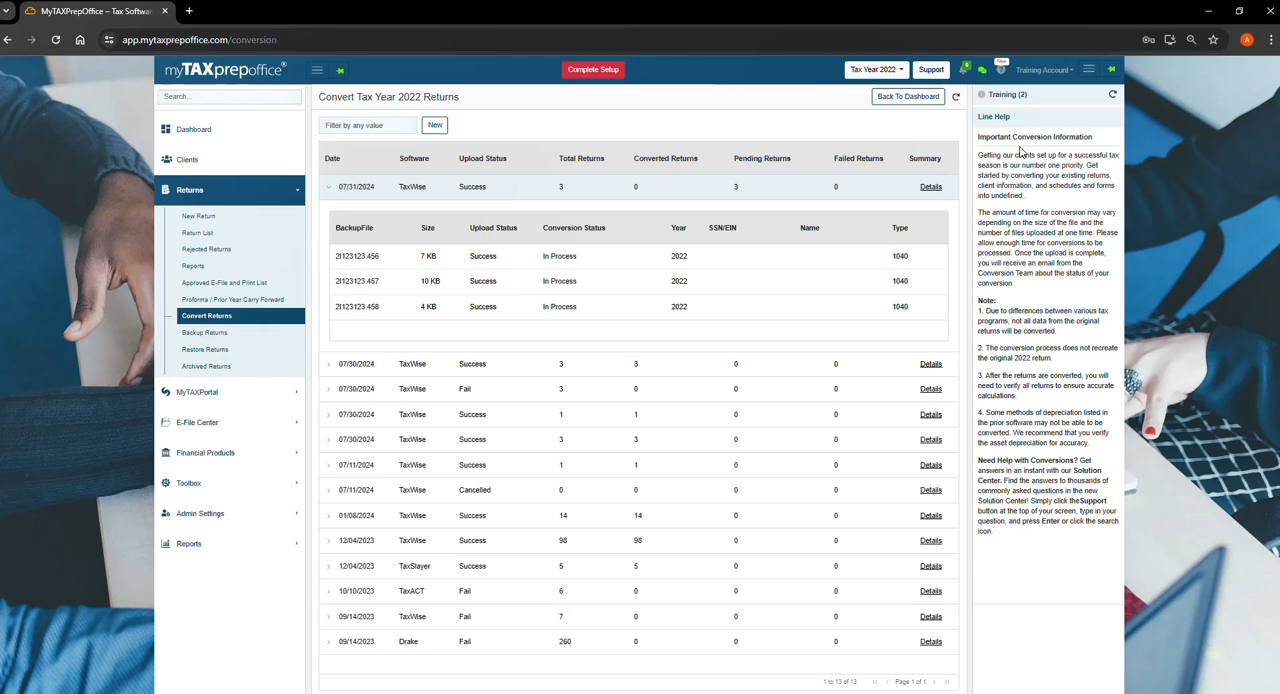 MyTAXPrepOffice – Tax Softwar
app.mytaxprepoffice.com/conversion
A
myTAXprepoffice®
Complete Setup
Tax Year 2022
Support
6
New
Training Account
Search...
Dashboard
Clients
Returns
New Return
Return List
Rejected Returns
Reports
Approved E-File and Print List
Proforma / Prior Year Carry Forward
Convert Returns
Backup Returns
Restore Returns
Archived Returns
MyTAXPortal
E-File Center
Financial Products
Toolbox
Admin Settings
Reports
Convert Tax Year 2022 Returns
Back To Dashboard
Filter by any value
New
Date Software Upload Status Total Returns Converted Returns Pending Returns Failed Returns Summary
07/31/2024 TaxWise Success 3 0 3 0 Details
BackupFile Size Upload Status Conversion Status Year SSN/EIN Name Type
2I123123.456 7 KB Success In Process 2022 1040
2I123123.457 10 KB Success In Process 2022 1040
2I123123.458 4 KB Success In Process 2022 1040
07/30/2024 TaxWise Success 3 3 0 0 Details
07/30/2024 TaxWise Fail 3 0 0 0 Details
07/30/2024 TaxWise Success 1 1 0 0 Details
07/30/2024 TaxWise Success 3 3 0 0 Details
07/11/2024 TaxWise Success 1 1 0 0 Details
07/11/2024 TaxWise Cancelled 0 0 0 0 Details
01/08/2024 TaxWise Success 14 14 0 0 Details
12/04/2023 TaxWise Success 98 98 0 0 Details
12/04/2023 TaxSlayer Success 5 5 0 0 Details
10/10/2023 TaxACT Fail 6 0 0 0 Details
09/14/2023 TaxWise Fail 7 0 0 0 Details
09/14/2023 Drake Fail 260 0 0 0 Details
1 to 13 of 13 Page 1 of 1
Training (2)
Line Help
Important Conversion Information
Getting our clients set up for a successful tax
season is our number one priority. Get
started by converting your existing returns,
client information, and schedules and forms
into undefined..
The amount of time for conversion may vary
depending on the size of the file and the
number of files uploaded at one time. Please
allow enough time for conversions to be
processed. Once the upload is complete,
you will receive an email from the
Conversion Team about the status of your
conversion.
Note:
1. Due to differences between various tax
programs, not all data from the original
returns will be converted.
2. The conversion process does not recreate
the original 2022 return.
3. After the returns are converted, you will
need to verify all returns to ensure accurate
calculations.
4. Some methods of depreciation listed in
the prior software may not be able to be
converted. We recommend that you verify
the asset depreciation for accuracy.
Need Help with Conversions? Get
answers in an instant with our Solution
Center. Find the answers to thousands of
commonly asked questions in the new
Solution Center! Simply click theSupport
button at the top of your screen, type in your
question, and press Enter or click the search
icon.